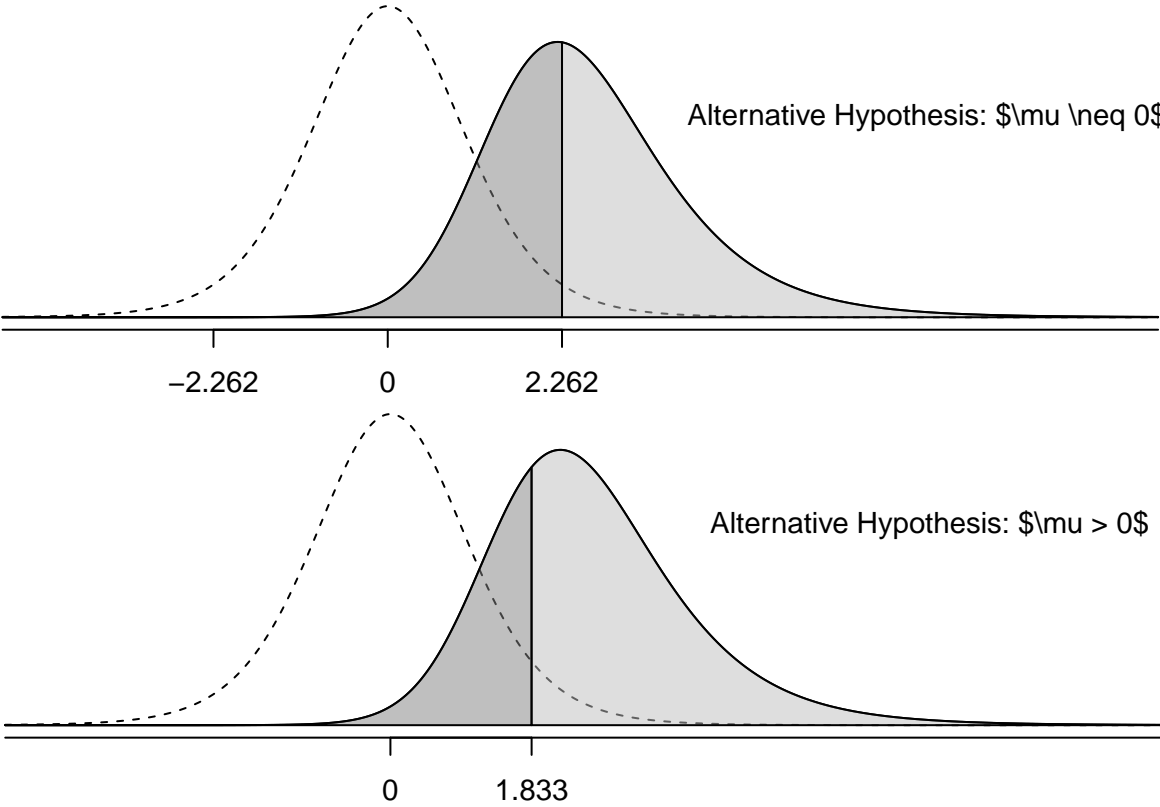 Alternative Hypothesis: $\mu \neq 0$
−2.262 0 2.262
Alternative Hypothesis: $\mu > 0$
0 1.833